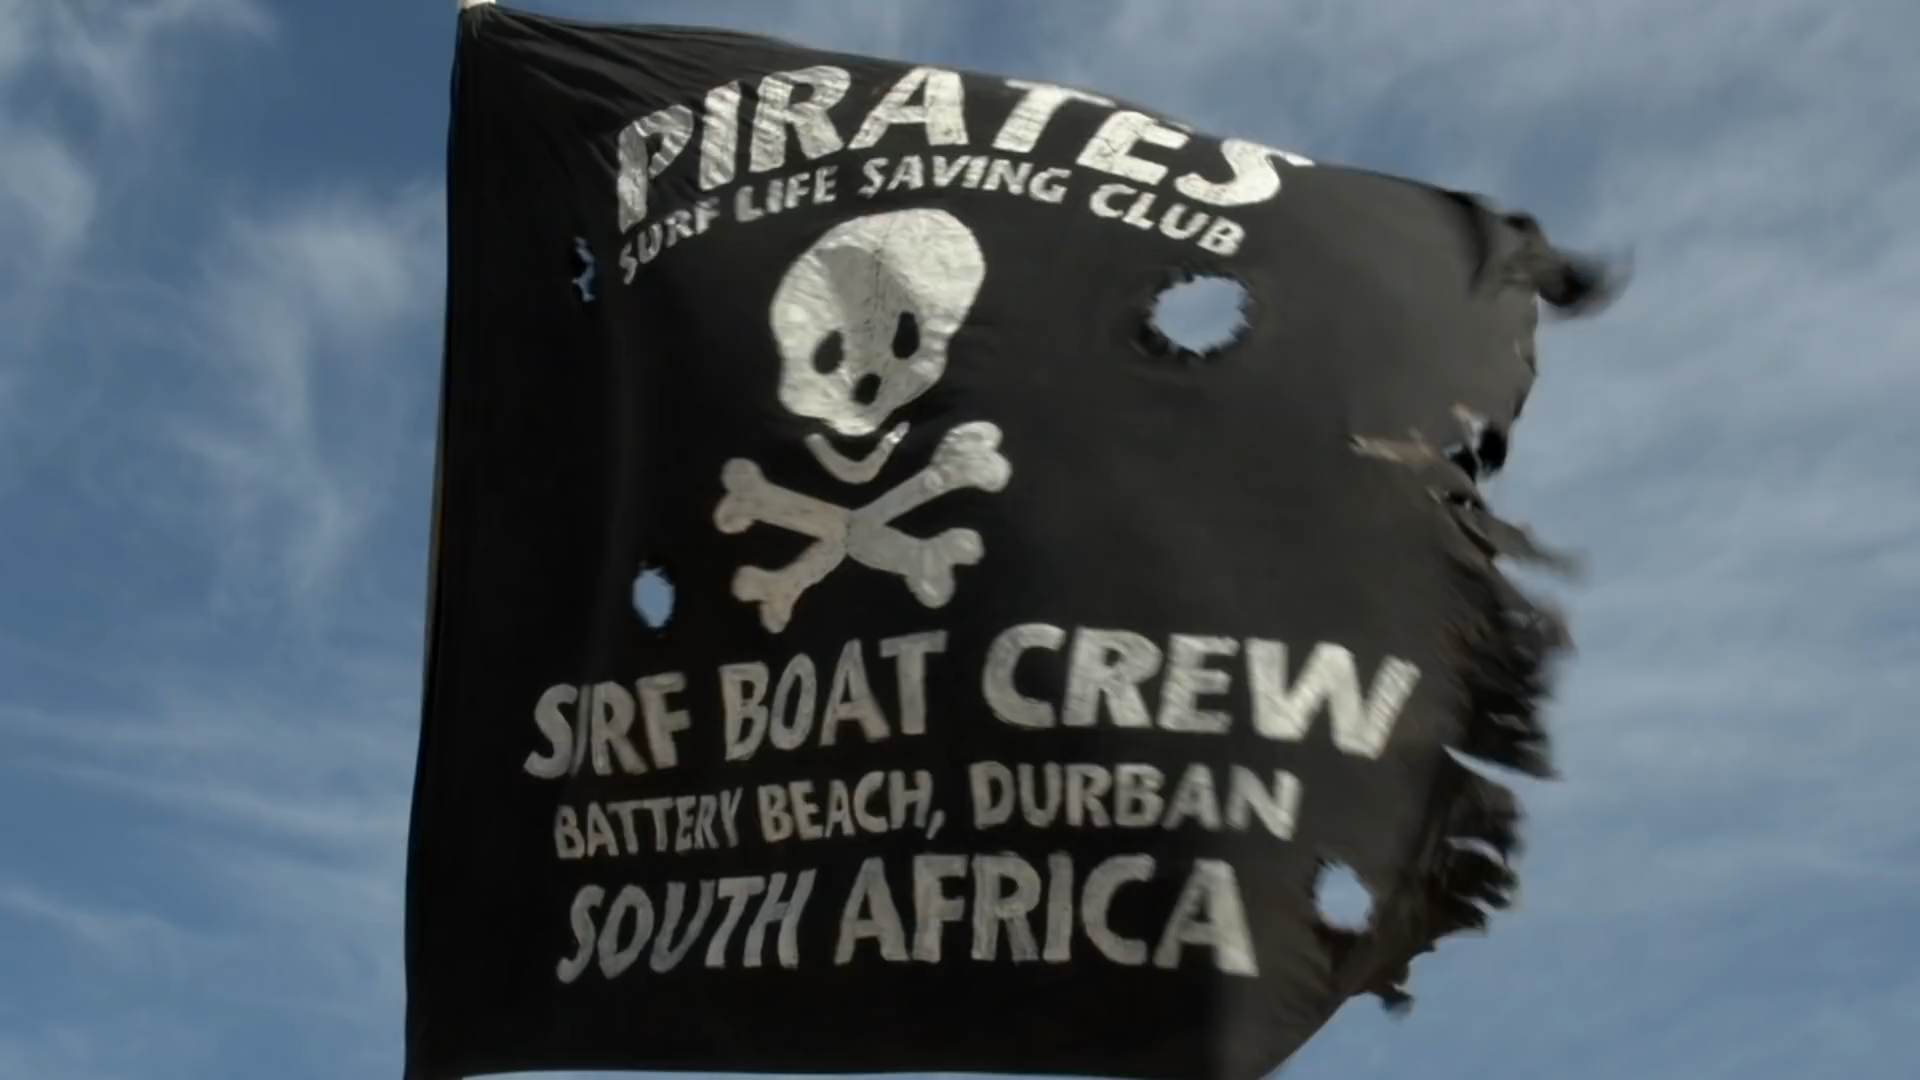 PIRATES
SURF LIFE SAVING CLUB
SURF BOAT CREW
BATTERY BEACH, DURBAN
SOUTH AFRICA